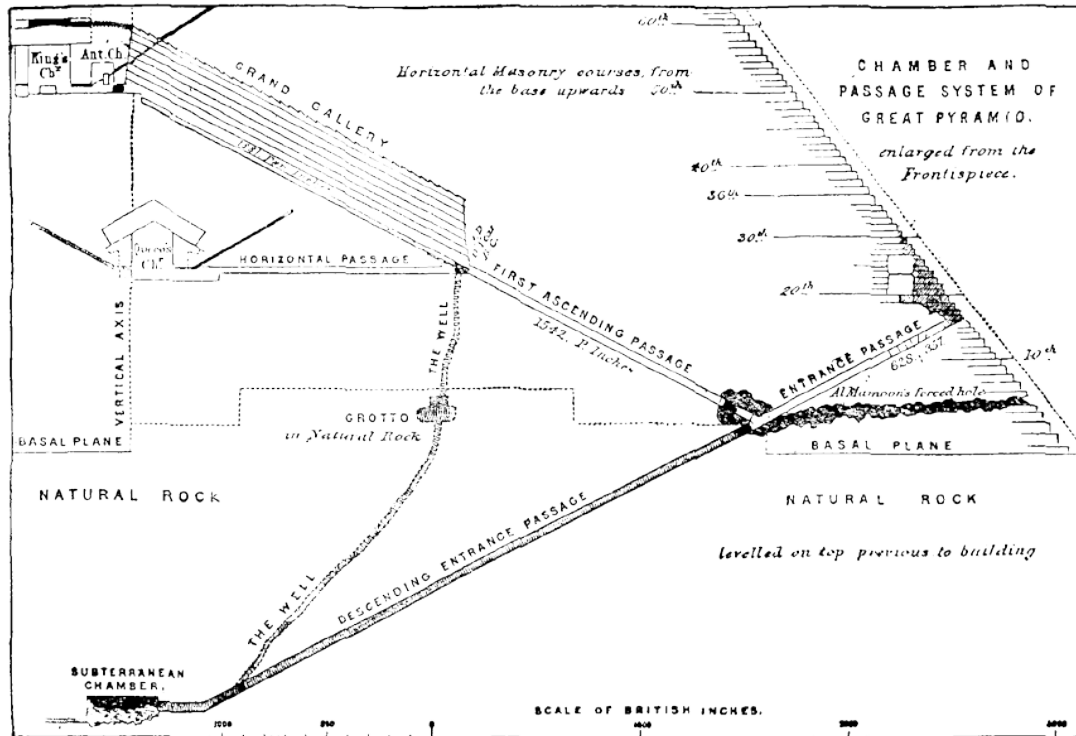 60th
King's
Chr
Ant. Ch
GRAND GALLERY
Horizontal Masonry courses, from
the base upwards 50th
CHAMBER AND
PASSAGE SYSTEM OF
GREAT PYRAMID.
enlarged from the
Frontispiece.
40th
36th
30th
20th
10th
Queen's
Chr
HORIZONTAL PASSAGE
FIRST ASCENDING PASSAGE
1542. P. Inches
ENTRANCE PASSAGE
Al Mamoon's forced hole
VERTICAL AXIS
THE WELL
GROTTO
in Natural Rock
BASAL PLANE
BASAL PLANE
NATURAL ROCK
NATURAL ROCK
levelled on top previous to building
DESCENDING ENTRANCE PASSAGE
THE WELL
SUBTERRANEAN
CHAMBER.
SCALE OF BRITISH INCHES.
0